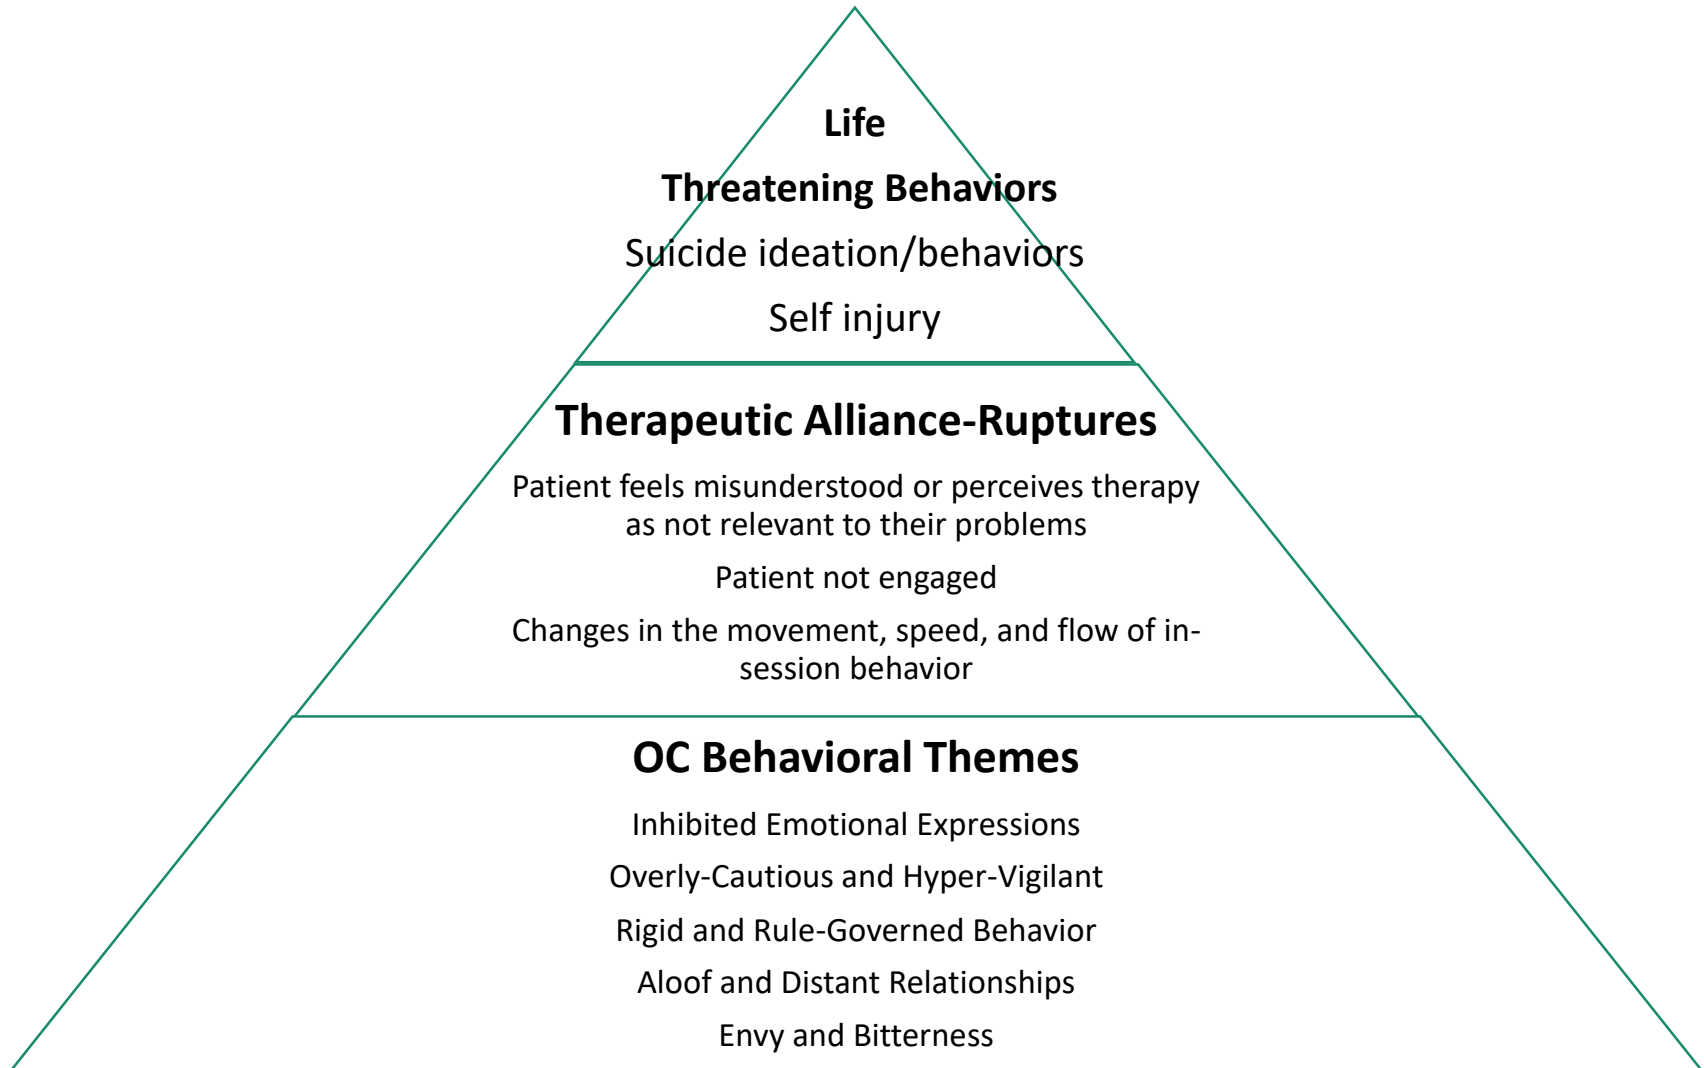 Life
Threatening Behaviors
Suicide ideation/behaviors
Self injury
Therapeutic Alliance-Ruptures
Patient feels misunderstood or perceives therapy
as not relevant to their problems
Patient not engaged
Changes in the movement, speed, and flow of in-
session behavior
OC Behavioral Themes
Inhibited Emotional Expressions
Overly-Cautious and Hyper-Vigilant
Rigid and Rule-Governed Behavior
Aloof and Distant Relationships
Envy and Bitterness